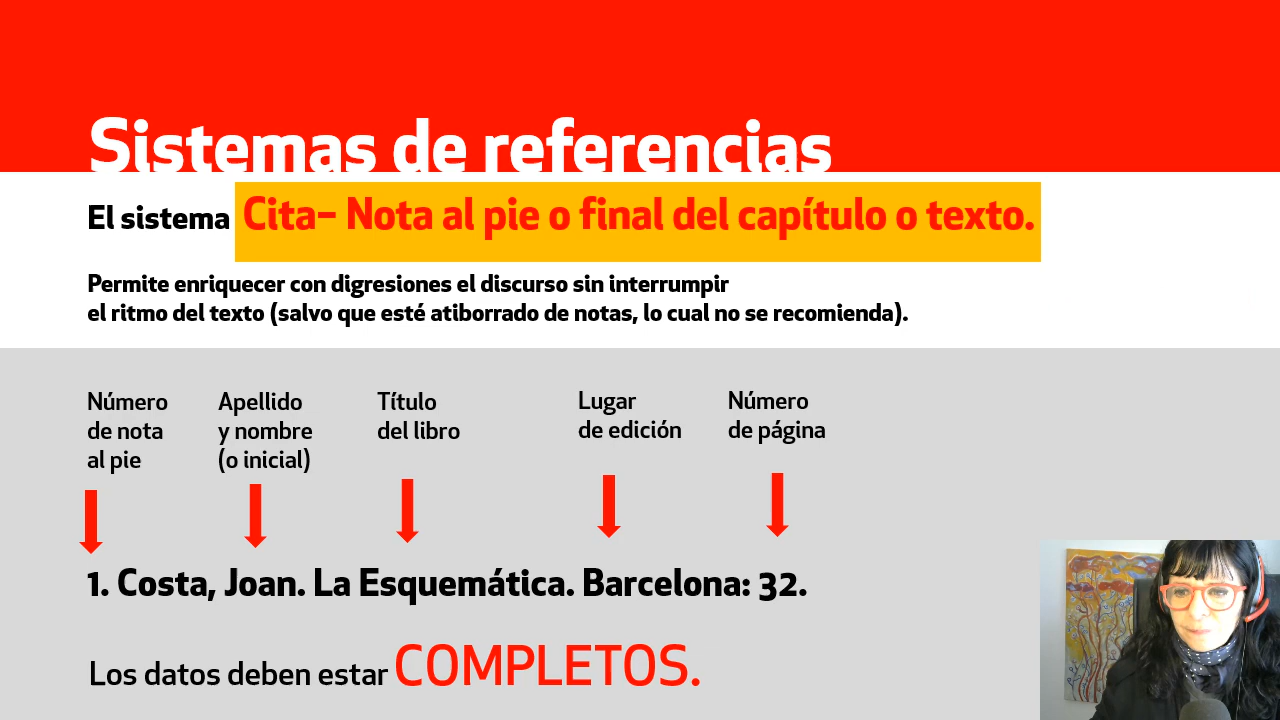 Sistemas de referencias
El sistema Cita– Nota al pie o final del capítulo o texto.
Permite enriquecer con digresiones el discurso sin interrumpir
el ritmo del texto (salvo que esté atiborrado de notas, lo cual no se recomienda).
Número
de nota
al pie
Apellido
y nombre
(o inicial)
Título
del libro
Lugar
de edición
Número
de página
1. Costa, Joan. La Esquemática. Barcelona: 32.
Los datos deben estar COMPLETOS.